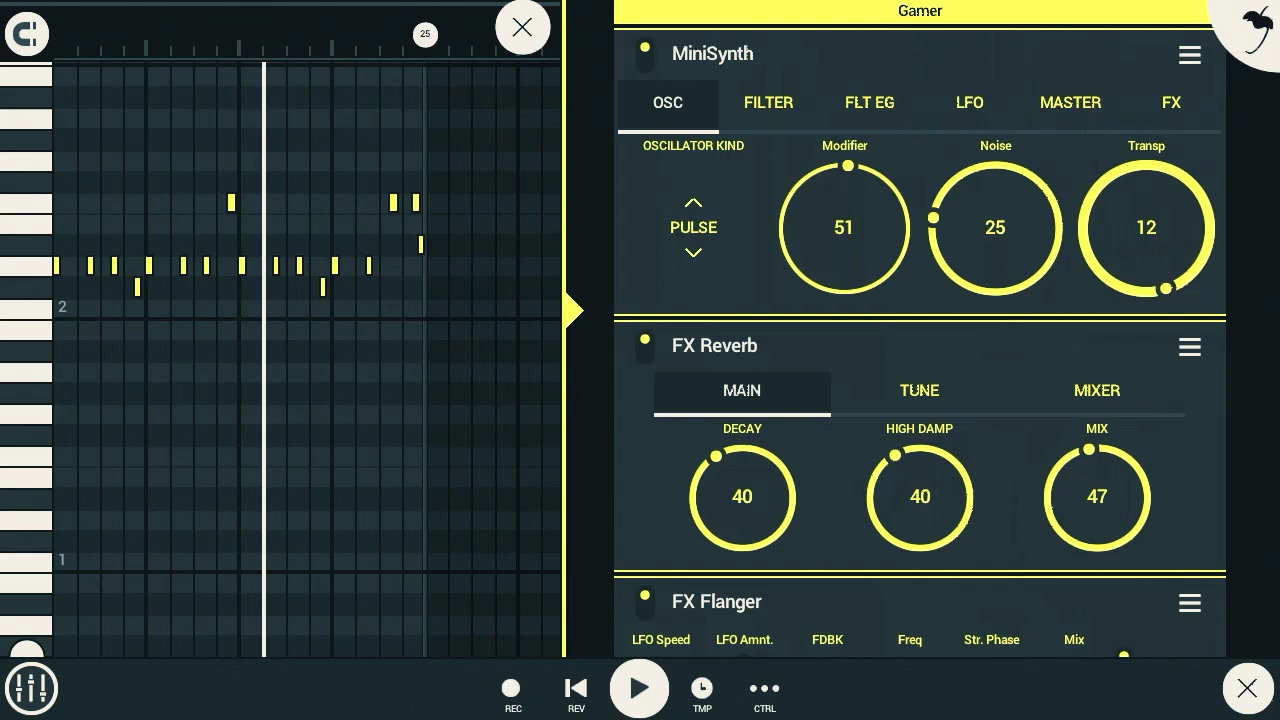 Gamer
25
MiniSynth
OSC FILTER FLT EG LFO MASTER FX
OSCILLATOR KIND Modifier Noise Transp
PULSE 51 25 12
2
FX Reverb
MAIN TUNE MIXER
DECAY HIGH DAMP MIX
40 40 47
1
FX Flanger
LFO Speed LFO Amnt. FDBK Freq Str. Phase Mix
REC REV TMP CTRL